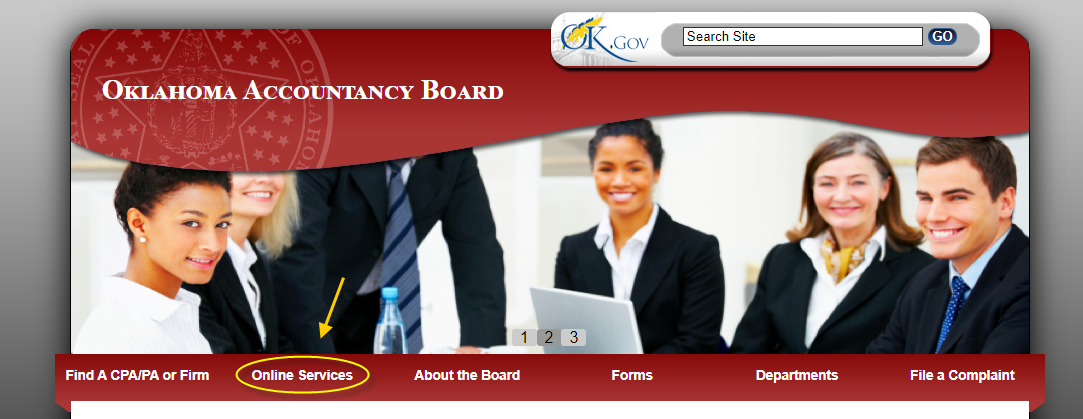 OK.GOV
Search Site
GO
OKLAHOMA ACCOUNTANCY BOARD
OKLAHOMA
1 2 3
Find A CPA/PA or Firm
Online Services
About the Board
Forms
Departments
File a Complaint